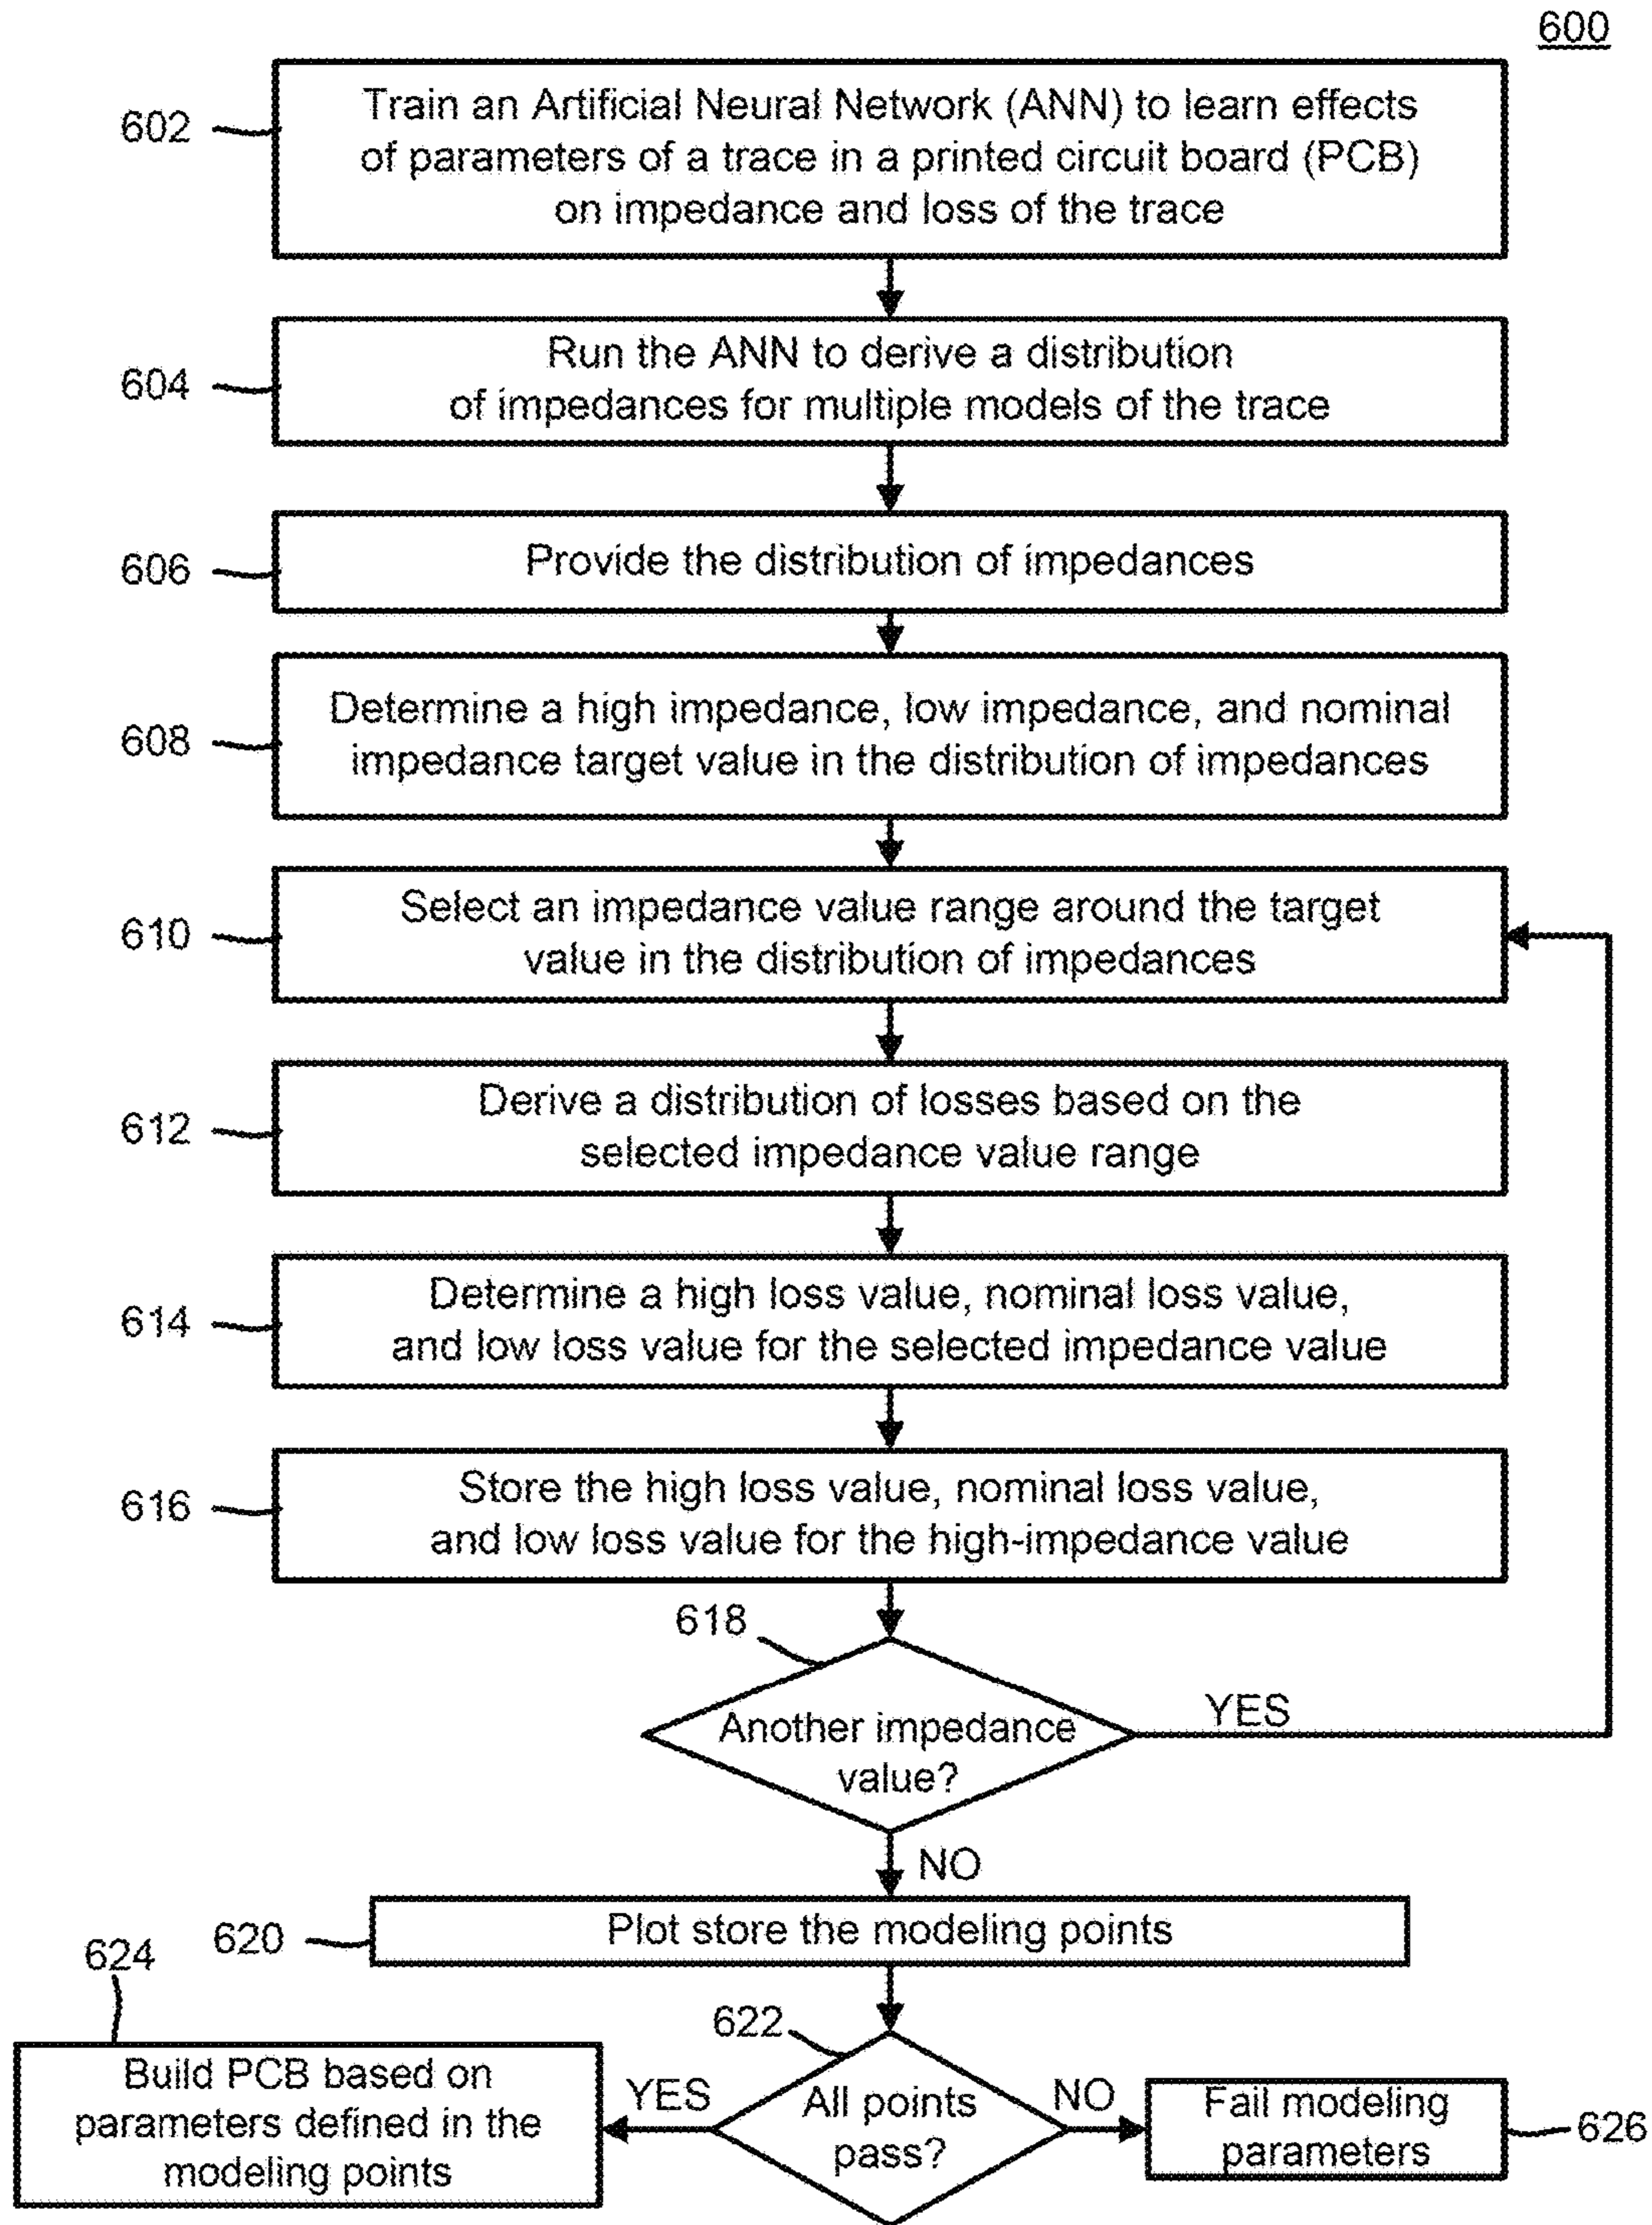 600
602
Train an Artificial Neural Network (ANN) to learn effects
of parameters of a trace in a printed circuit board (PCB)
on impedance and loss of the trace
604
Run the ANN to derive a distribution
of impedances for multiple models of the trace
606
Provide the distribution of impedances
608
Determine a high impedance, low impedance, and nominal
impedance target value in the distribution of impedances
610
Select an impedance value range around the target
value in the distribution of impedances
612
Derive a distribution of losses based on the
selected impedance value range
614
Determine a high loss value, nominal loss value,
and low loss value for the selected impedance value
616
Store the high loss value, nominal loss value,
and low loss value for the high-impedance value
618
Another impedance
value?
YES
NO
620
Plot store the modeling points
622
All points
pass?
YES
NO
624
Build PCB based on
parameters defined in the
modeling points
Fail modeling
parameters
626